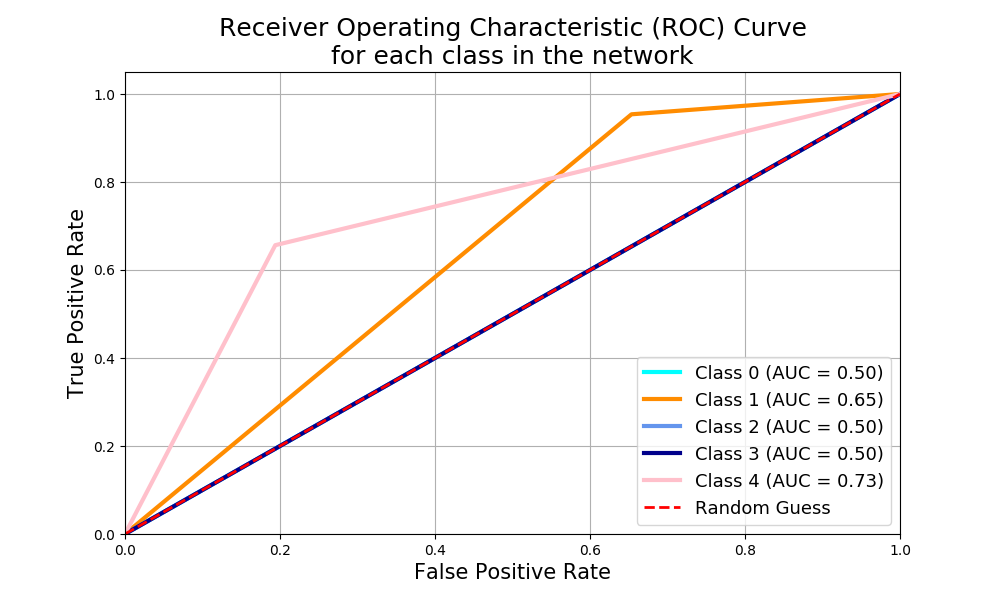 Receiver Operating Characteristic (ROC) Curve
for each class in the network
True Positive Rate
1.0
0.8
0.6
0.4
0.2
0.0
0.0 0.2 0.4 0.6 0.8 1.0
False Positive Rate
Class 0 (AUC = 0.50)
Class 1 (AUC = 0.65)
Class 2 (AUC = 0.50)
Class 3 (AUC = 0.50)
Class 4 (AUC = 0.73)
Random Guess